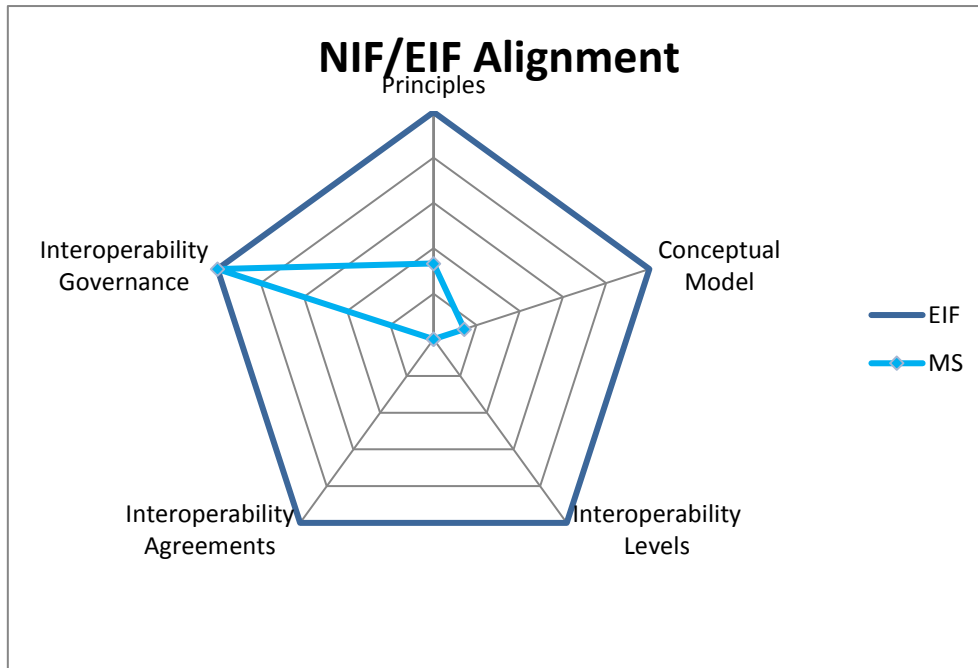 NIF/EIF Alignment
Principles
Conceptual
Model
Interoperability
Levels
Interoperability
Agreements
Interoperability
Governance
EIF
MS